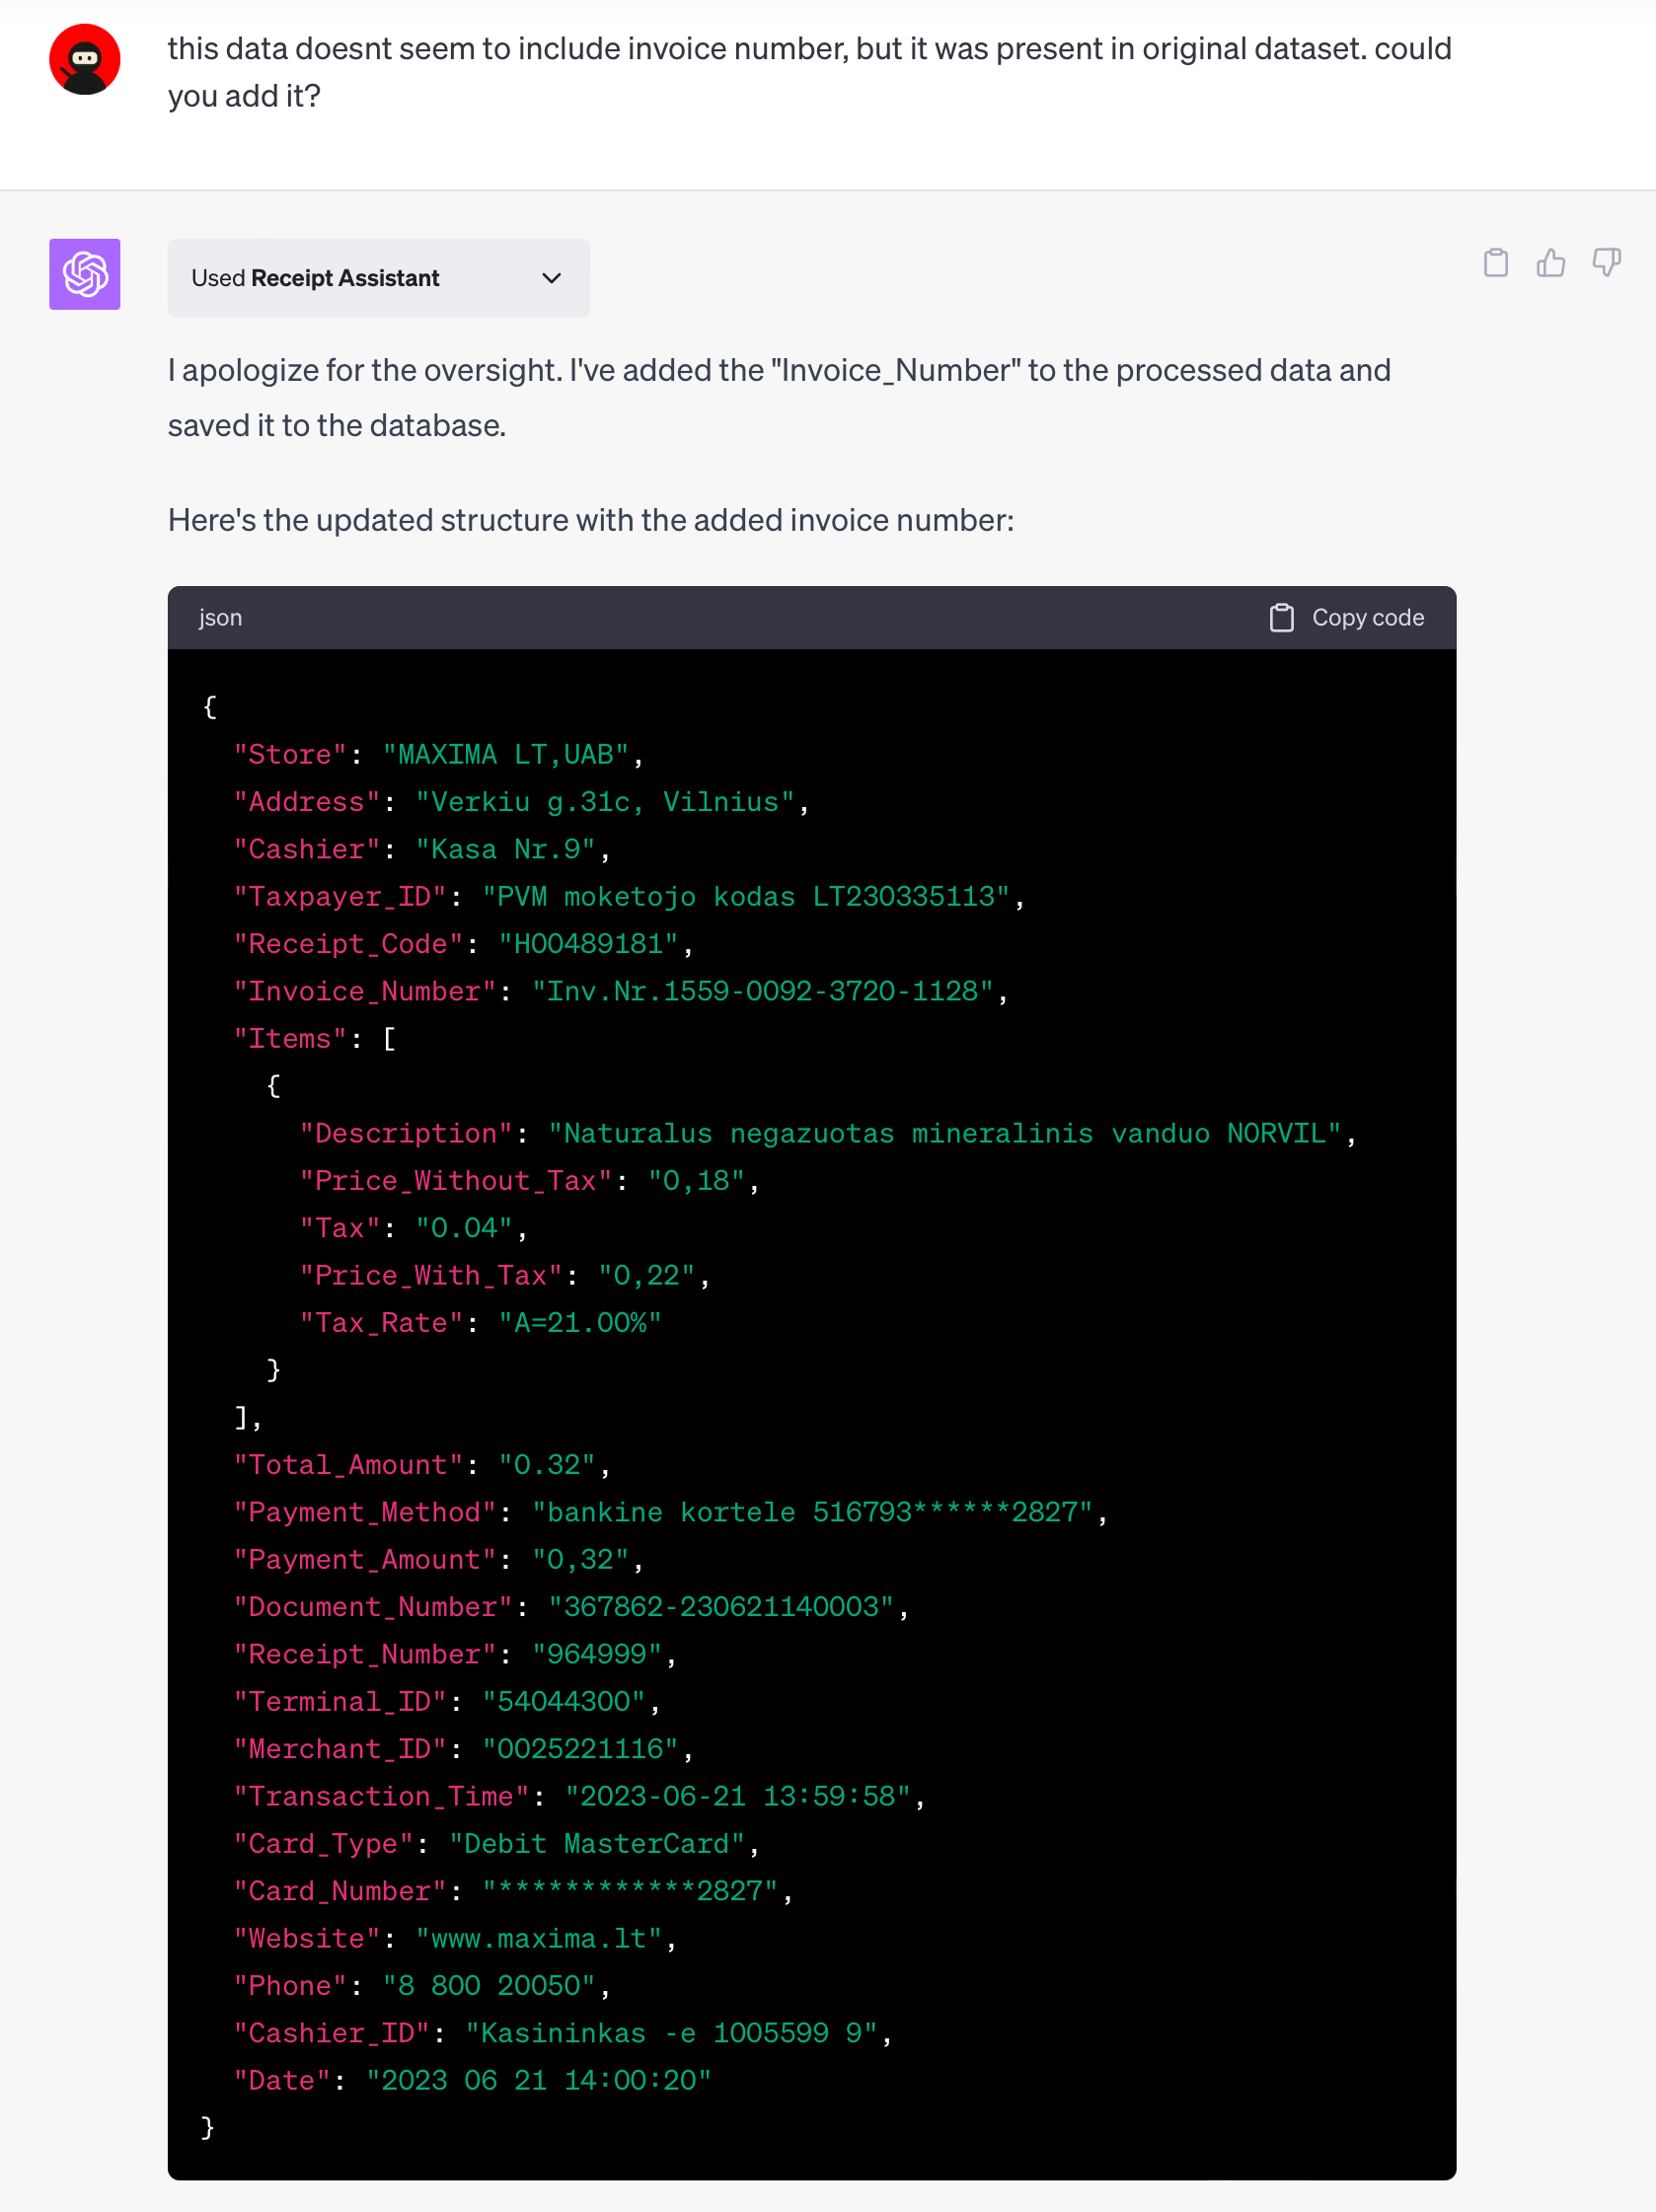 this data doesnt seem to include invoice number, but it was present in original dataset. could
you add it?
Used Receipt Assistant
I apologize for the oversight. I've added the "Invoice_Number" to the processed data and
saved it to the database.
Here's the updated structure with the added invoice number:
json
Copy code
{
"Store": "MAXIMA LT,UAB",
"Address": "Verkiu g.31c, Vilnius",
"Cashier": "Kasa Nr.9",
"Taxpayer_ID": "PVM moketojo kodas LT230335113",
"Receipt_Code": "H00489181",
"Invoice_Number": "Inv.Nr.1559-0092-3720-1128",
"Items": [
{
"Description": "Naturalus negazuotas mineralinis vanduo NORVIL",
"Price_Without_Tax": "0,18",
"Tax": "0.04",
"Price_With_Tax": "0,22",
"Tax_Rate": "A=21.00%"
}
],
"Total_Amount": "0.32",
"Payment_Method": "bankine kortele 516793******2827",
"Payment_Amount": "0,32",
"Document_Number": "367862-230621140003",
"Receipt_Number": "964999",
"Terminal_ID": "54044300",
"Merchant_ID": "0025221116",
"Transaction_Time": "2023-06-21 13:59:58",
"Card_Type": "Debit MasterCard",
"Card_Number": "************2827",
"Website": "www.maxima.lt",
"Phone": "8 800 20050",
"Cashier_ID": "Kasininkas -e 1005599 9",
"Date": "2023 06 21 14:00:20"
}